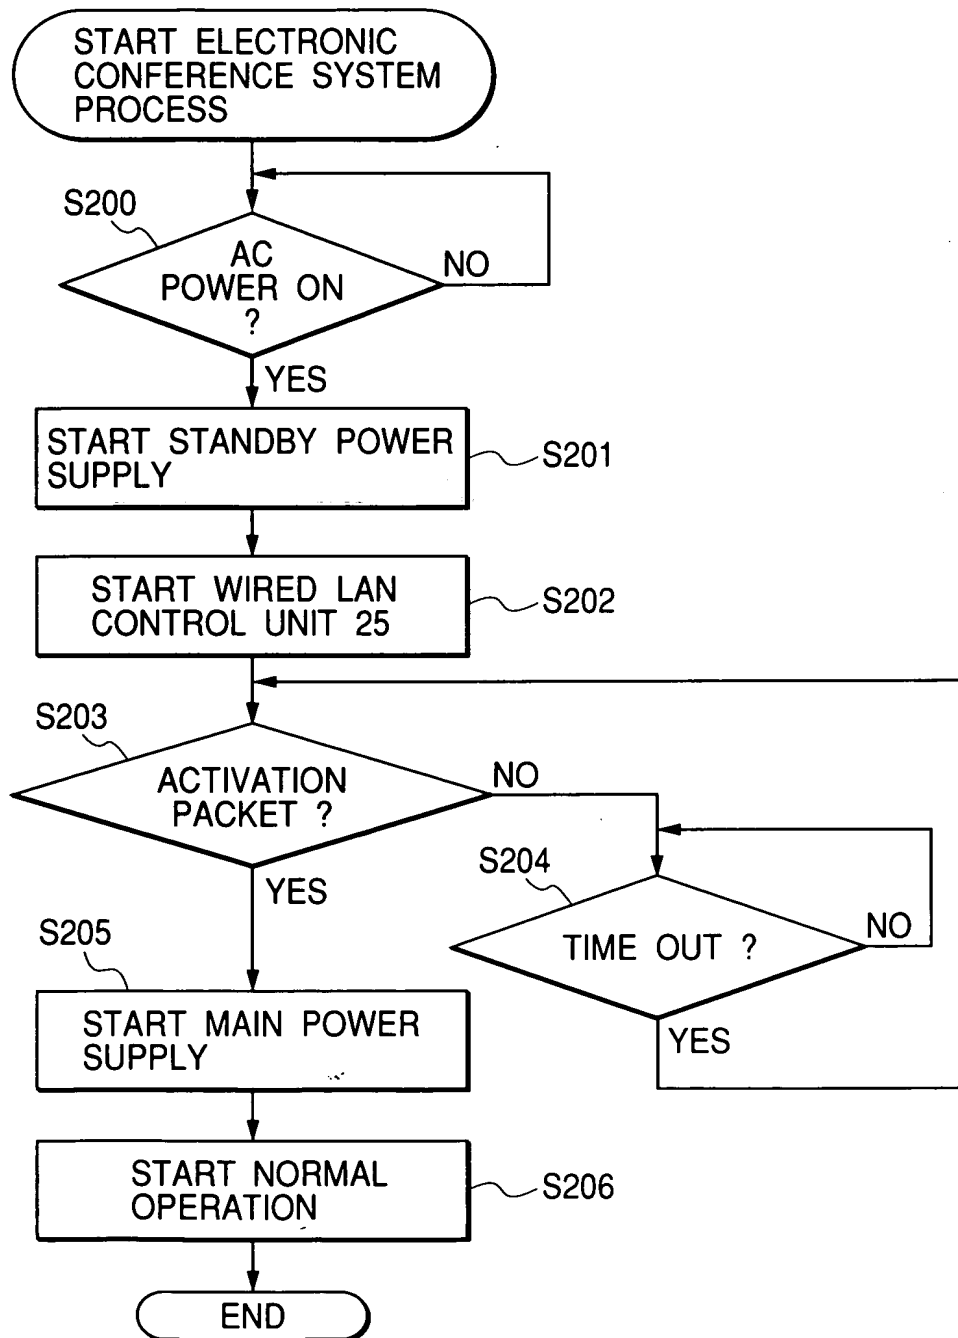 START ELECTRONIC
CONFERENCE SYSTEM
PROCESS
S200
AC
POWER ON
?
NO
YES
START STANDBY POWER
SUPPLY
S201
START WIRED LAN
CONTROL UNIT 25
S202
S203
ACTIVATION
PACKET ?
NO
YES
S204
TIME OUT ?
NO
YES
S205
START MAIN POWER
SUPPLY
START NORMAL
OPERATION
S206
END